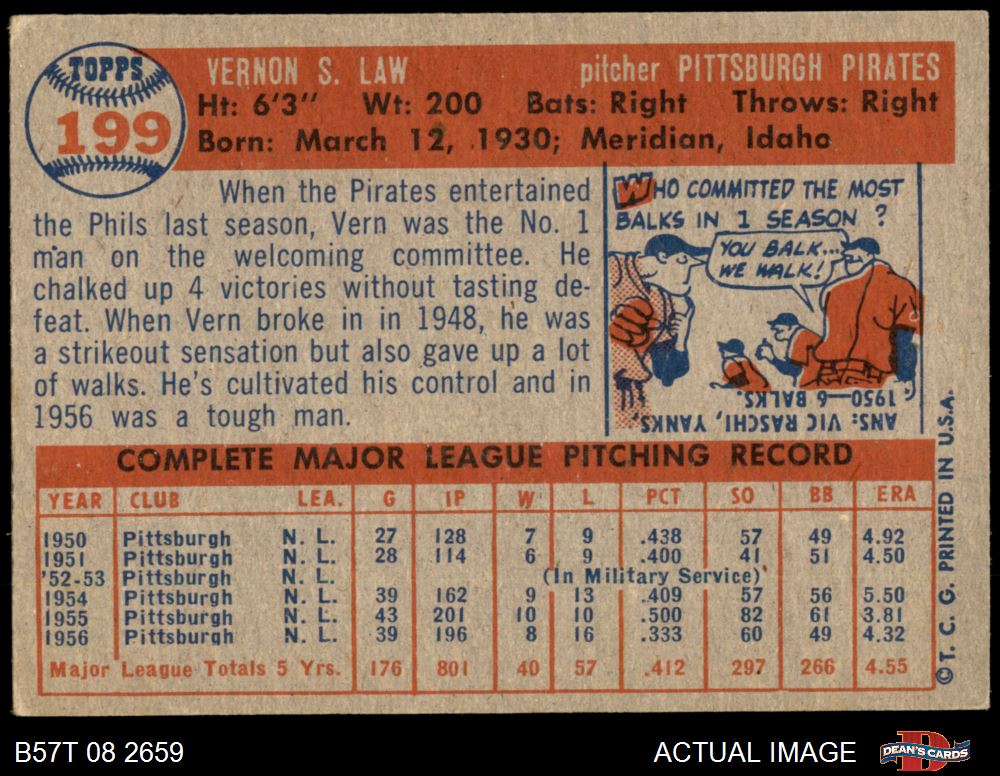 TOPPS
199
VERNON S. LAW pitcher PITTSBURGH PIRATES
Ht: 6'3" Wt: 200 Bats: Right Throws: Right
Born: March 12, 1930; Meridian, Idaho
When the Pirates entertained
the Phils last season, Vern was the No. 1
man on the welcoming committee. He
chalked up 4 victories without tasting de-
feat. When Vern broke in in 1948, he was
a strikeout sensation but also gave up a lot
of walks. He's cultivated his control and in
1956 was a tough man.
WHO COMMITTED THE MOST
BALKS IN 1 SEASON ?
YOU BALK...
WE WALK!
ANS: VIC RASCHI, YANKS,
1950—6 BALKS.
COMPLETE MAJOR LEAGUE PITCHING RECORD
YEAR CLUB LEA. G IP W L PCT SO BB ERA
1950 Pittsburgh N. L. 27 128 7 9 .438 57 49 4.92
1951 Pittsburgh N. L. 28 114 6 9 .400 41 51 4.50
'52-53 Pittsburgh N. L. (In Military Service)
1954 Pittsburgh N. L. 39 162 9 13 .409 57 56 5.50
1955 Pittsburgh N. L. 43 201 10 10 .500 82 61 3.81
1956 Pittsburgh N. L. 39 196 8 16 .333 60 49 4.32
Major League Totals 5 Yrs. 176 801 40 57 .412 297 266 4.55
© T. C. G. PRINTED IN U.S.A.
B57T 08 2659 ACTUAL IMAGE
DEAN'S CARDS